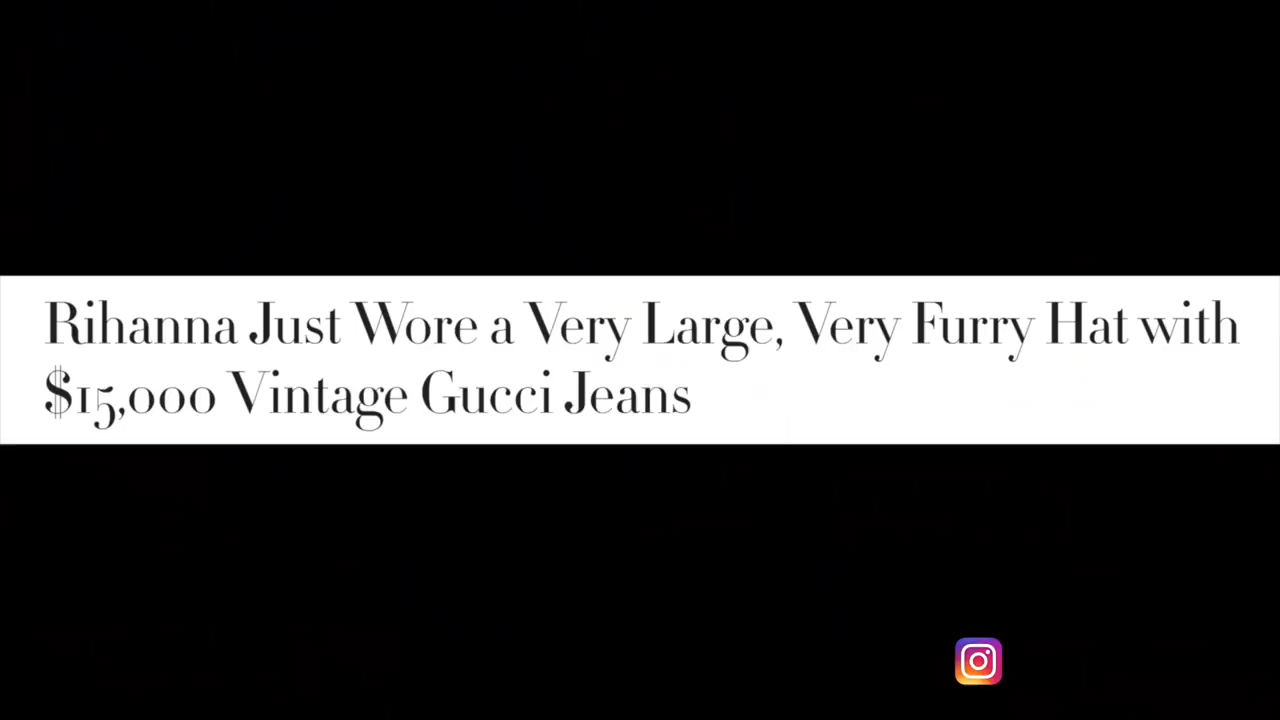 Rihanna Just Wore a Very Large, Very Furry Hat with
$15,000 Vintage Gucci Jeans